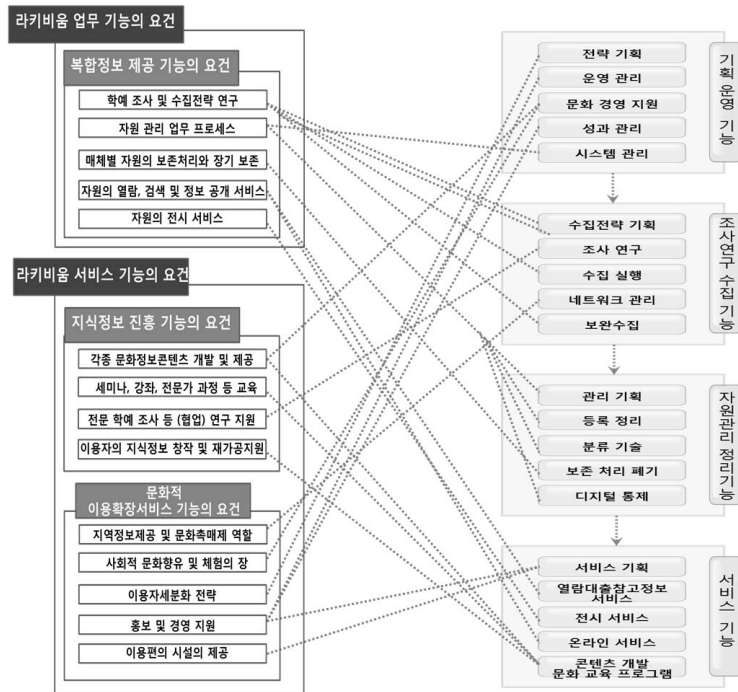 라키비움 업무 기능의 요건
복합정보 제공 기능의 요건
학예 조사 및 수집전략 연구
자원 관리 업무 프로세스
매체별 자원의 보존처리와 장기 보존
자원의 열람, 검색 및 정보 공개 서비스
자원의 전시 서비스
라키비움 서비스 기능의 요건
지식정보 진흥 기능의 요건
각종 문화정보콘텐츠 개발 및 제공
세미나, 강좌, 전문가 과정 등 교육
전문 학예 조사 등 (협업) 연구 지원
이용자의 지식정보 창작 및 재가공지원
문화적
이용확장서비스 기능의 요건
지역정보제공 및 문화촉매제 역할
사회적 문화향유 및 체험의 장
이용자세분화 전략
홍보 및 경영 지원
이용편의 시설의 제공
전략 기획
운영 관리
문화 경영 지원
성과 관리
시스템 관리
기획 운영 기능
수집전략 기획
조사 연구
수집 실행
네트워크 관리
보완수집
조사연구 수집 기능
관리 기획
등록 정리
분류 기술
보존 처리 폐기
디지털 통제
자원관리 정리기능
서비스 기획
열람대출참고정보
서비스
전시 서비스
온라인 서비스
콘텐츠 개발
문화 교육 프로그램
서비스 기능